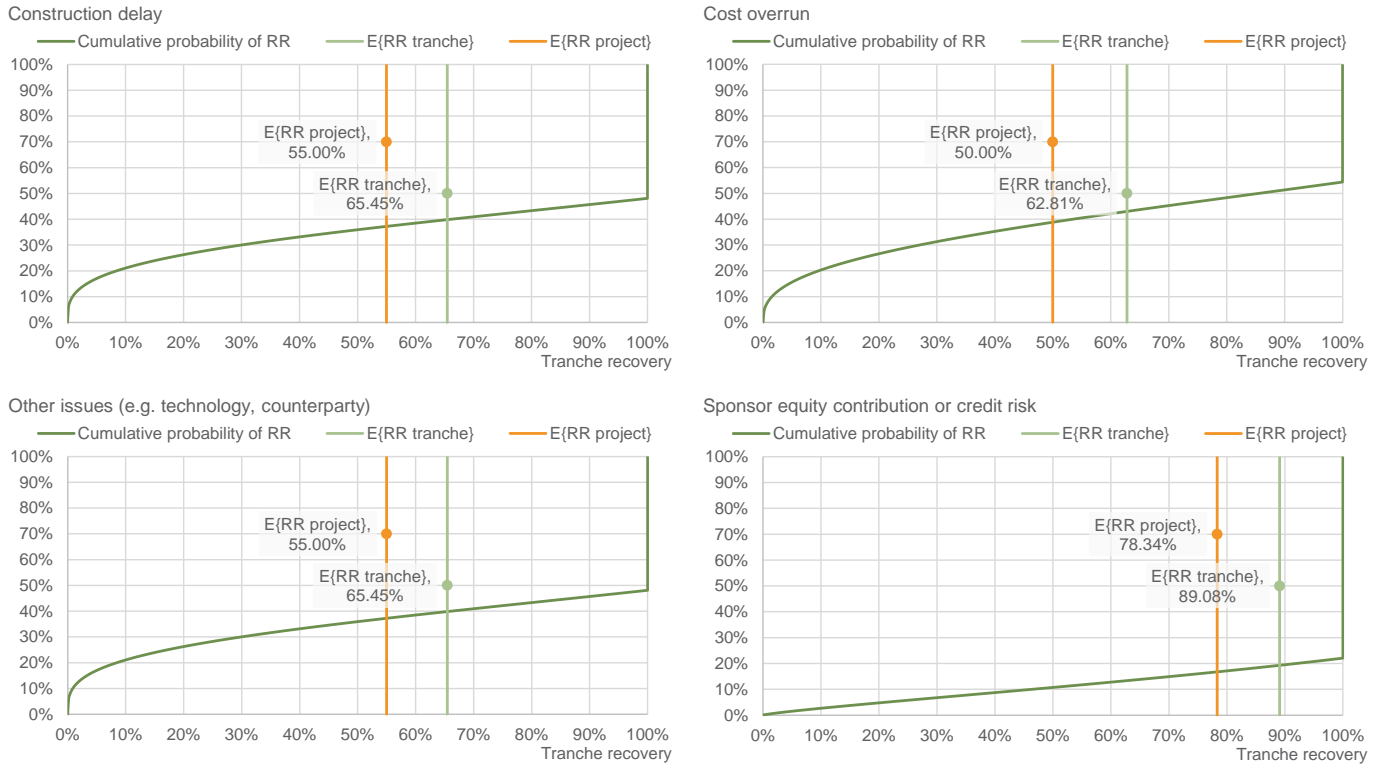 Construction delay
Cumulative probability of RR E{RR tranche} E{RR project}
100%
90%
80%
70%
60%
50%
40%
30%
20%
10%
0%
E{RR project},
55.00%
E{RR tranche},
65.45%
0% 10% 20% 30% 40% 50% 60% 70% 80% 90% 100%
Tranche recovery
Cost overrun
Cumulative probability of RR E{RR tranche} E{RR project}
100%
90%
80%
70%
60%
50%
40%
30%
20%
10%
0%
E{RR project},
50.00%
E{RR tranche},
62.81%
0% 10% 20% 30% 40% 50% 60% 70% 80% 90% 100%
Tranche recovery
Other issues (e.g. technology, counterparty)
Cumulative probability of RR E{RR tranche} E{RR project}
100%
90%
80%
70%
60%
50%
40%
30%
20%
10%
0%
E{RR project},
55.00%
E{RR tranche},
65.45%
0% 10% 20% 30% 40% 50% 60% 70% 80% 90% 100%
Tranche recovery
Sponsor equity contribution or credit risk
Cumulative probability of RR E{RR tranche} E{RR project}
100%
90%
80%
70%
60%
50%
40%
30%
20%
10%
0%
E{RR project},
78.34%
E{RR tranche},
89.08%
0% 10% 20% 30% 40% 50% 60% 70% 80% 90% 100%
Tranche recovery